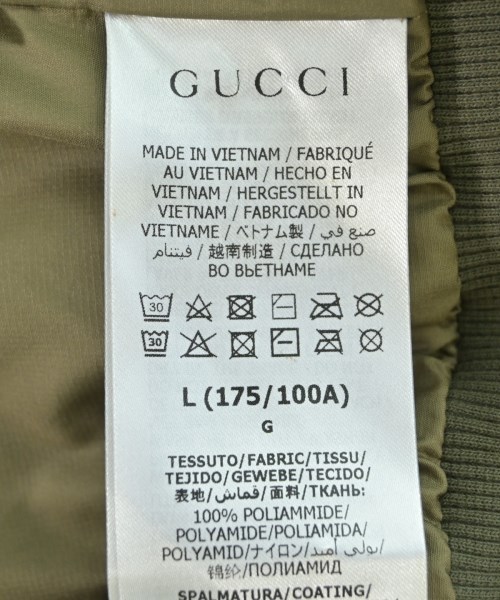 GUCCI
MADE IN VIETNAM / FABRIQUÉ
AU VIETNAM / HECHO EN
VIETNAM / HERGESTELLT IN
VIETNAM / FABRICADO NO
VIETNAME / ベトナム製 / صنع في
فيتنام / 越南制造 / СДЕЛАНО
ВО ВЬЕТНАМЕ
30
30
L (175/100A)
G
TESSUTO/FABRIC/TISSU/
TEJIDO/GEWEBE/TECIDO/
表地/قماش/面料/ТКАНЬ:
100% POLIAMMIDE/
POLYAMIDE/POLIAMIDA/
POLYAMID/ナイロン/بولي أميد/
锦纶/ПОЛИАМИД
SPALMATURA/COATING/